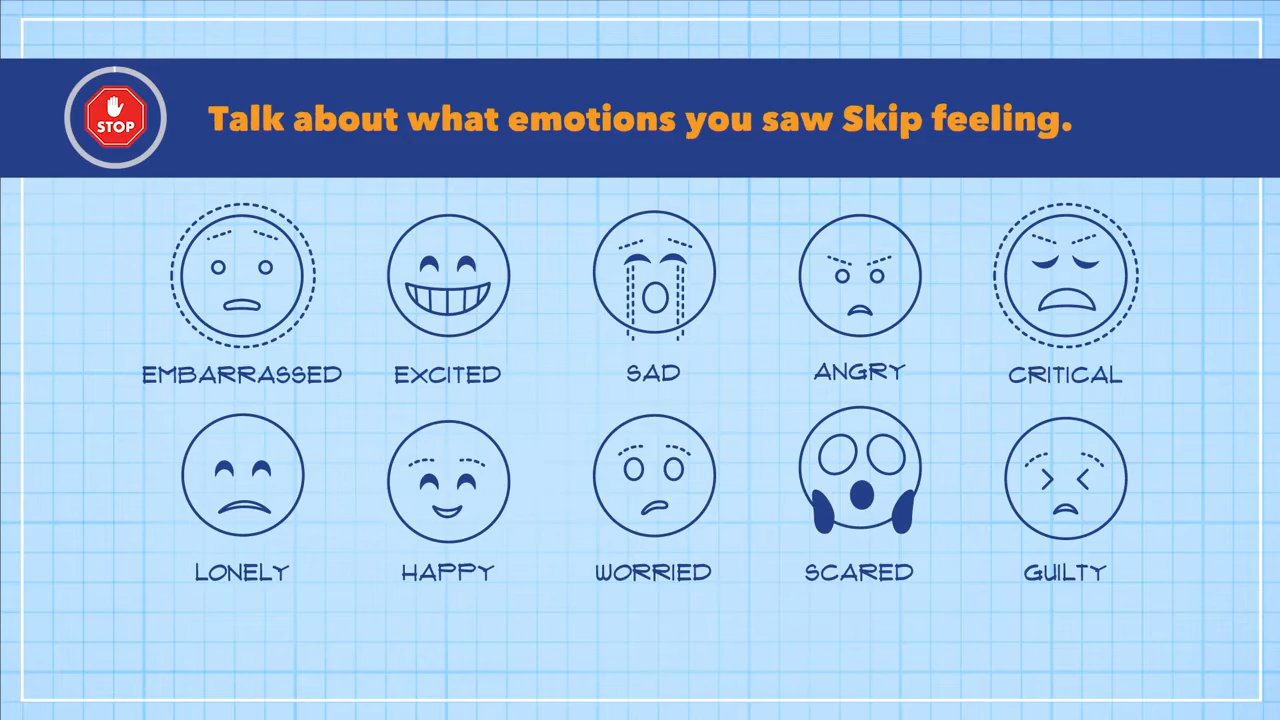 STOP
Talk about what emotions you saw Skip feeling.
EMBARRASSED EXCITED SAD ANGRY CRITICAL
LONELY HAPPY WORRIED SCARED GUILTY